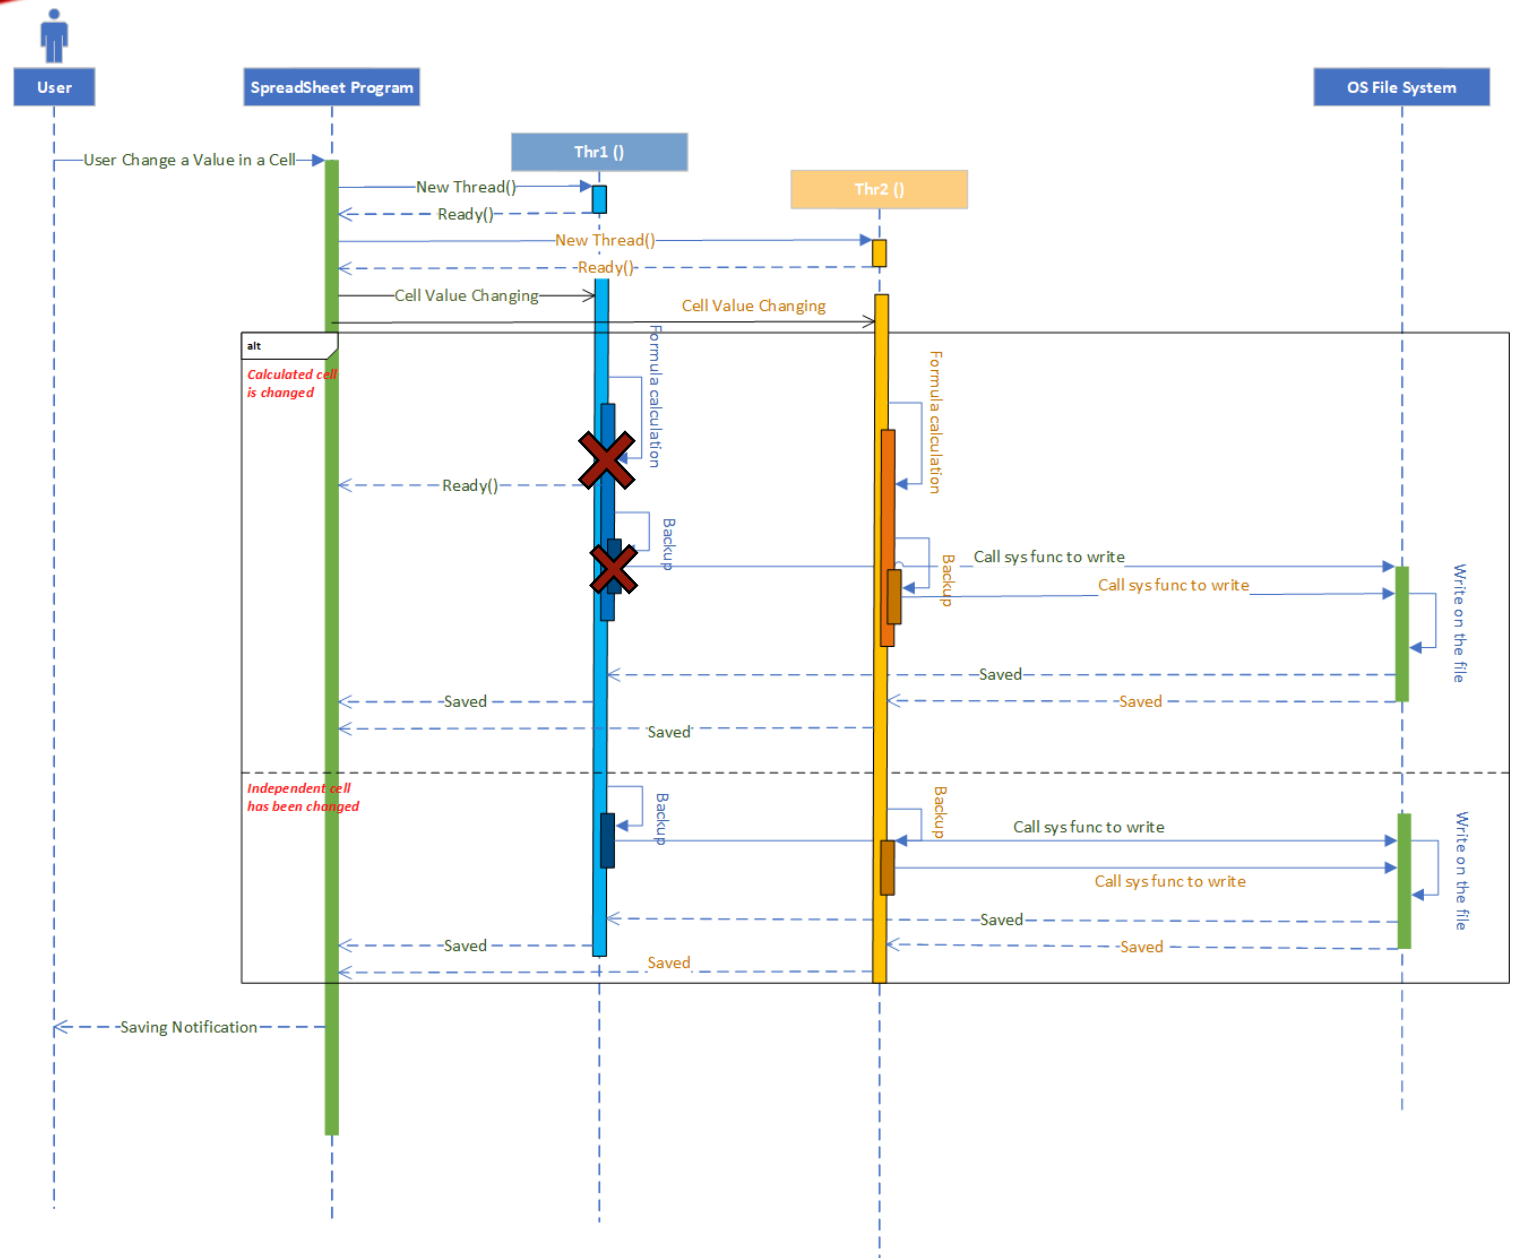 User
SpreadSheet Program
OS File System
Thr1 ()
User Change a Value in a Cell
Thr2 ()
New Thread()
Ready()
New Thread()
Ready()
Cell Value Changing
Cell Value Changing
alt
Calculated cell
is changed
Formula calculation
Formula calculation
Ready()
Backup
Backup
Call sys func to write
Call sys func to write
Write on the file
Saved
Saved
Saved
Saved
Independent cell
has been changed
Backup
Backup
Call sys func to write
Call sys func to write
Write on the file
Saved
Saved
Saved
Saved
Saving Notification